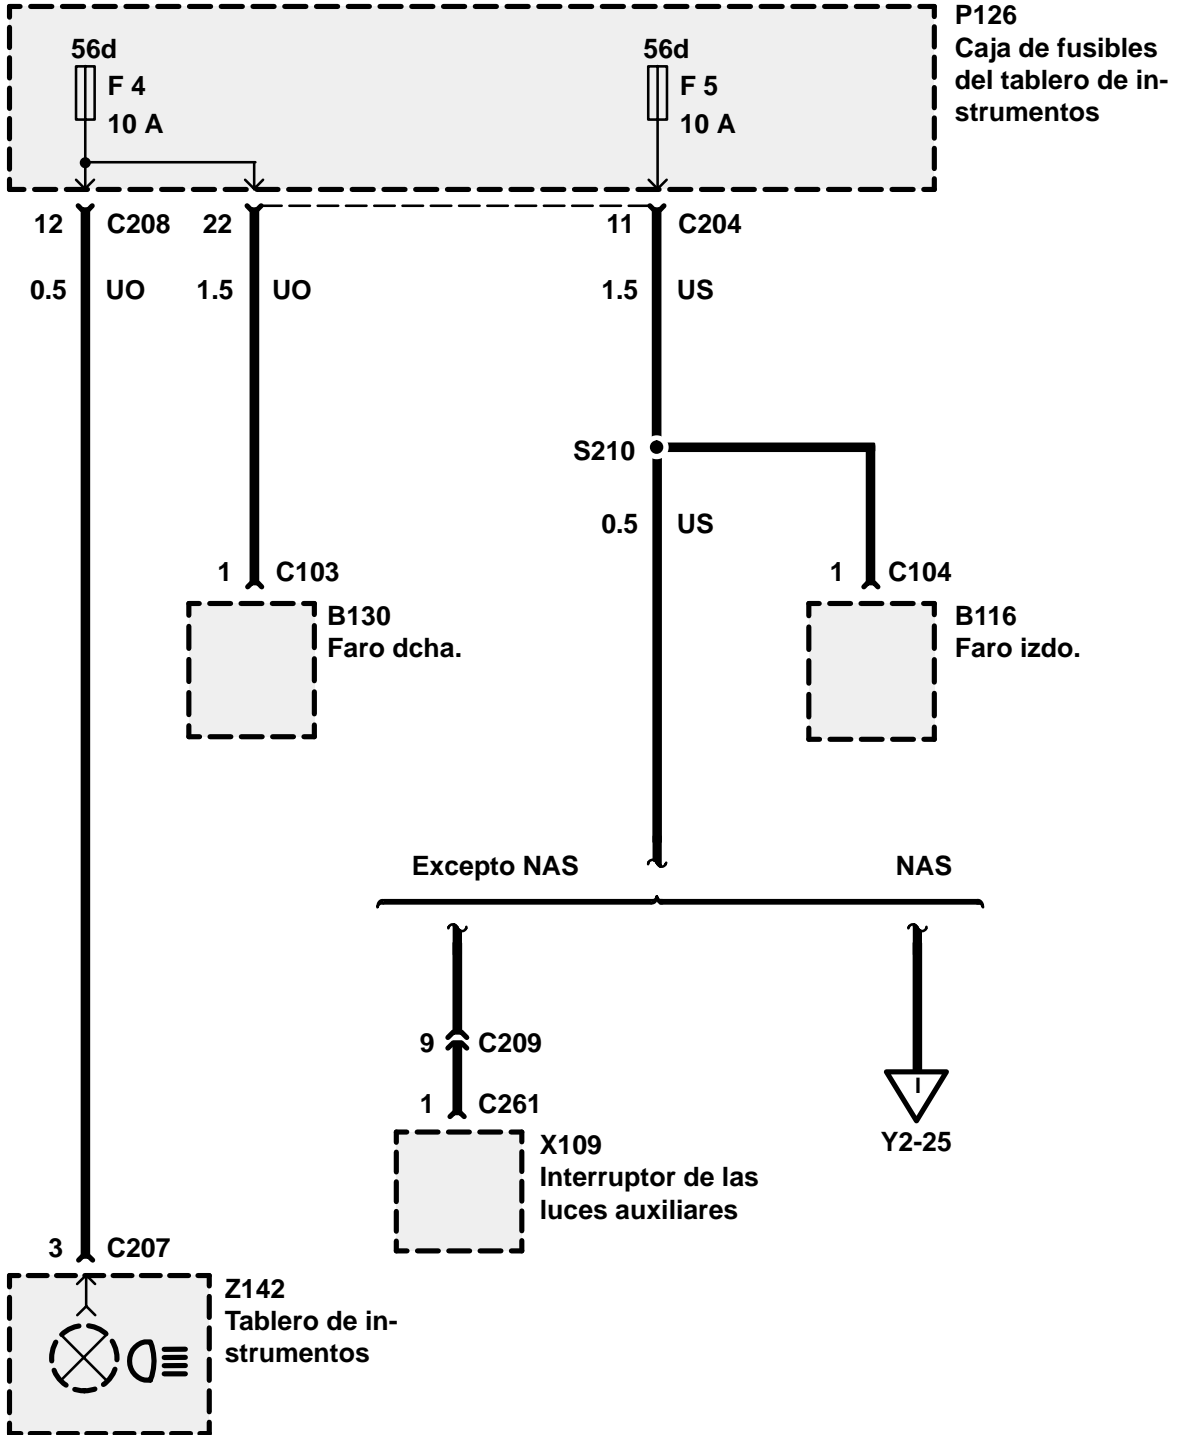 P126
Caja de fusibles
del tablero de in-
strumentos
56d
F 4
10 A
56d
F 5
10 A
12 C208 22 11 C204
0.5 UO 1.5 UO 1.5 US
S210
0.5 US
1 C103
B130
Faro dcha.
1 C104
B116
Faro izdo.
Excepto NAS NAS
9 C209
1 C261
X109
Interruptor de las
luces auxiliares
I
Y2-25
3 C207
Z142
Tablero de in-
strumentos